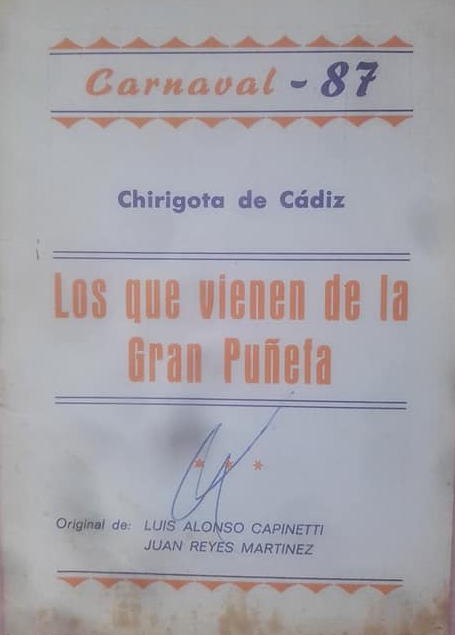 Carnaval - 87
Chirigota de Cádiz
Los que vienen de la
Gran Puñeta
* * *
Original de: LUIS ALONSO CAPINETTI
JUAN REYES MARTINEZ